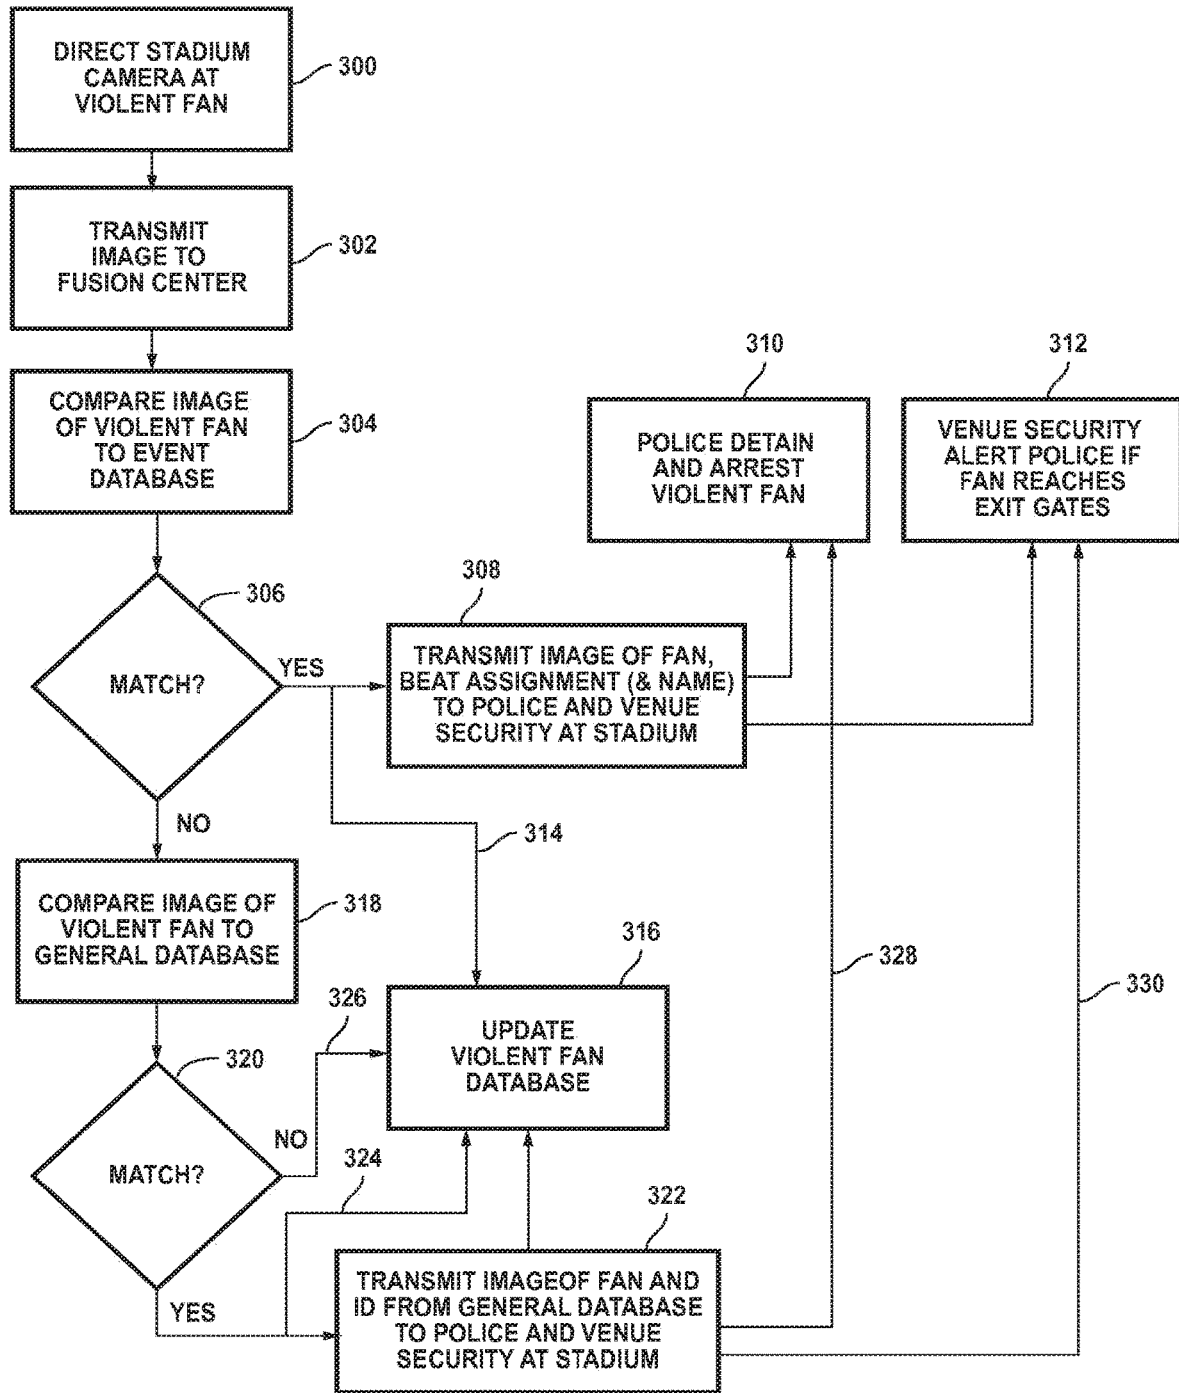 DIRECT STADIUM
CAMERA AT
VIOLENT FAN
300
TRANSMIT
IMAGE TO
FUSION CENTER
302
COMPARE IMAGE
OF VIOLENT FAN
TO EVENT
DATABASE
304
310
POLICE DETAIN
AND ARREST
VIOLENT FAN
312
VENUE SECURITY
ALERT POLICE IF
FAN REACHES
EXIT GATES
306
MATCH?
YES
NO
308
TRANSMIT IMAGE OF FAN,
BEAT ASSIGNMENT (& NAME)
TO POLICE AND VENUE
SECURITY AT STADIUM
314
COMPARE IMAGE OF
VIOLENT FAN TO
GENERAL DATABASE
318
316
UPDATE
VIOLENT FAN
DATABASE
328
330
326
320
MATCH?
NO
YES
324
322
TRANSMIT IMAGEOF FAN AND
ID FROM GENERAL DATABASE
TO POLICE AND VENUE
SECURITY AT STADIUM